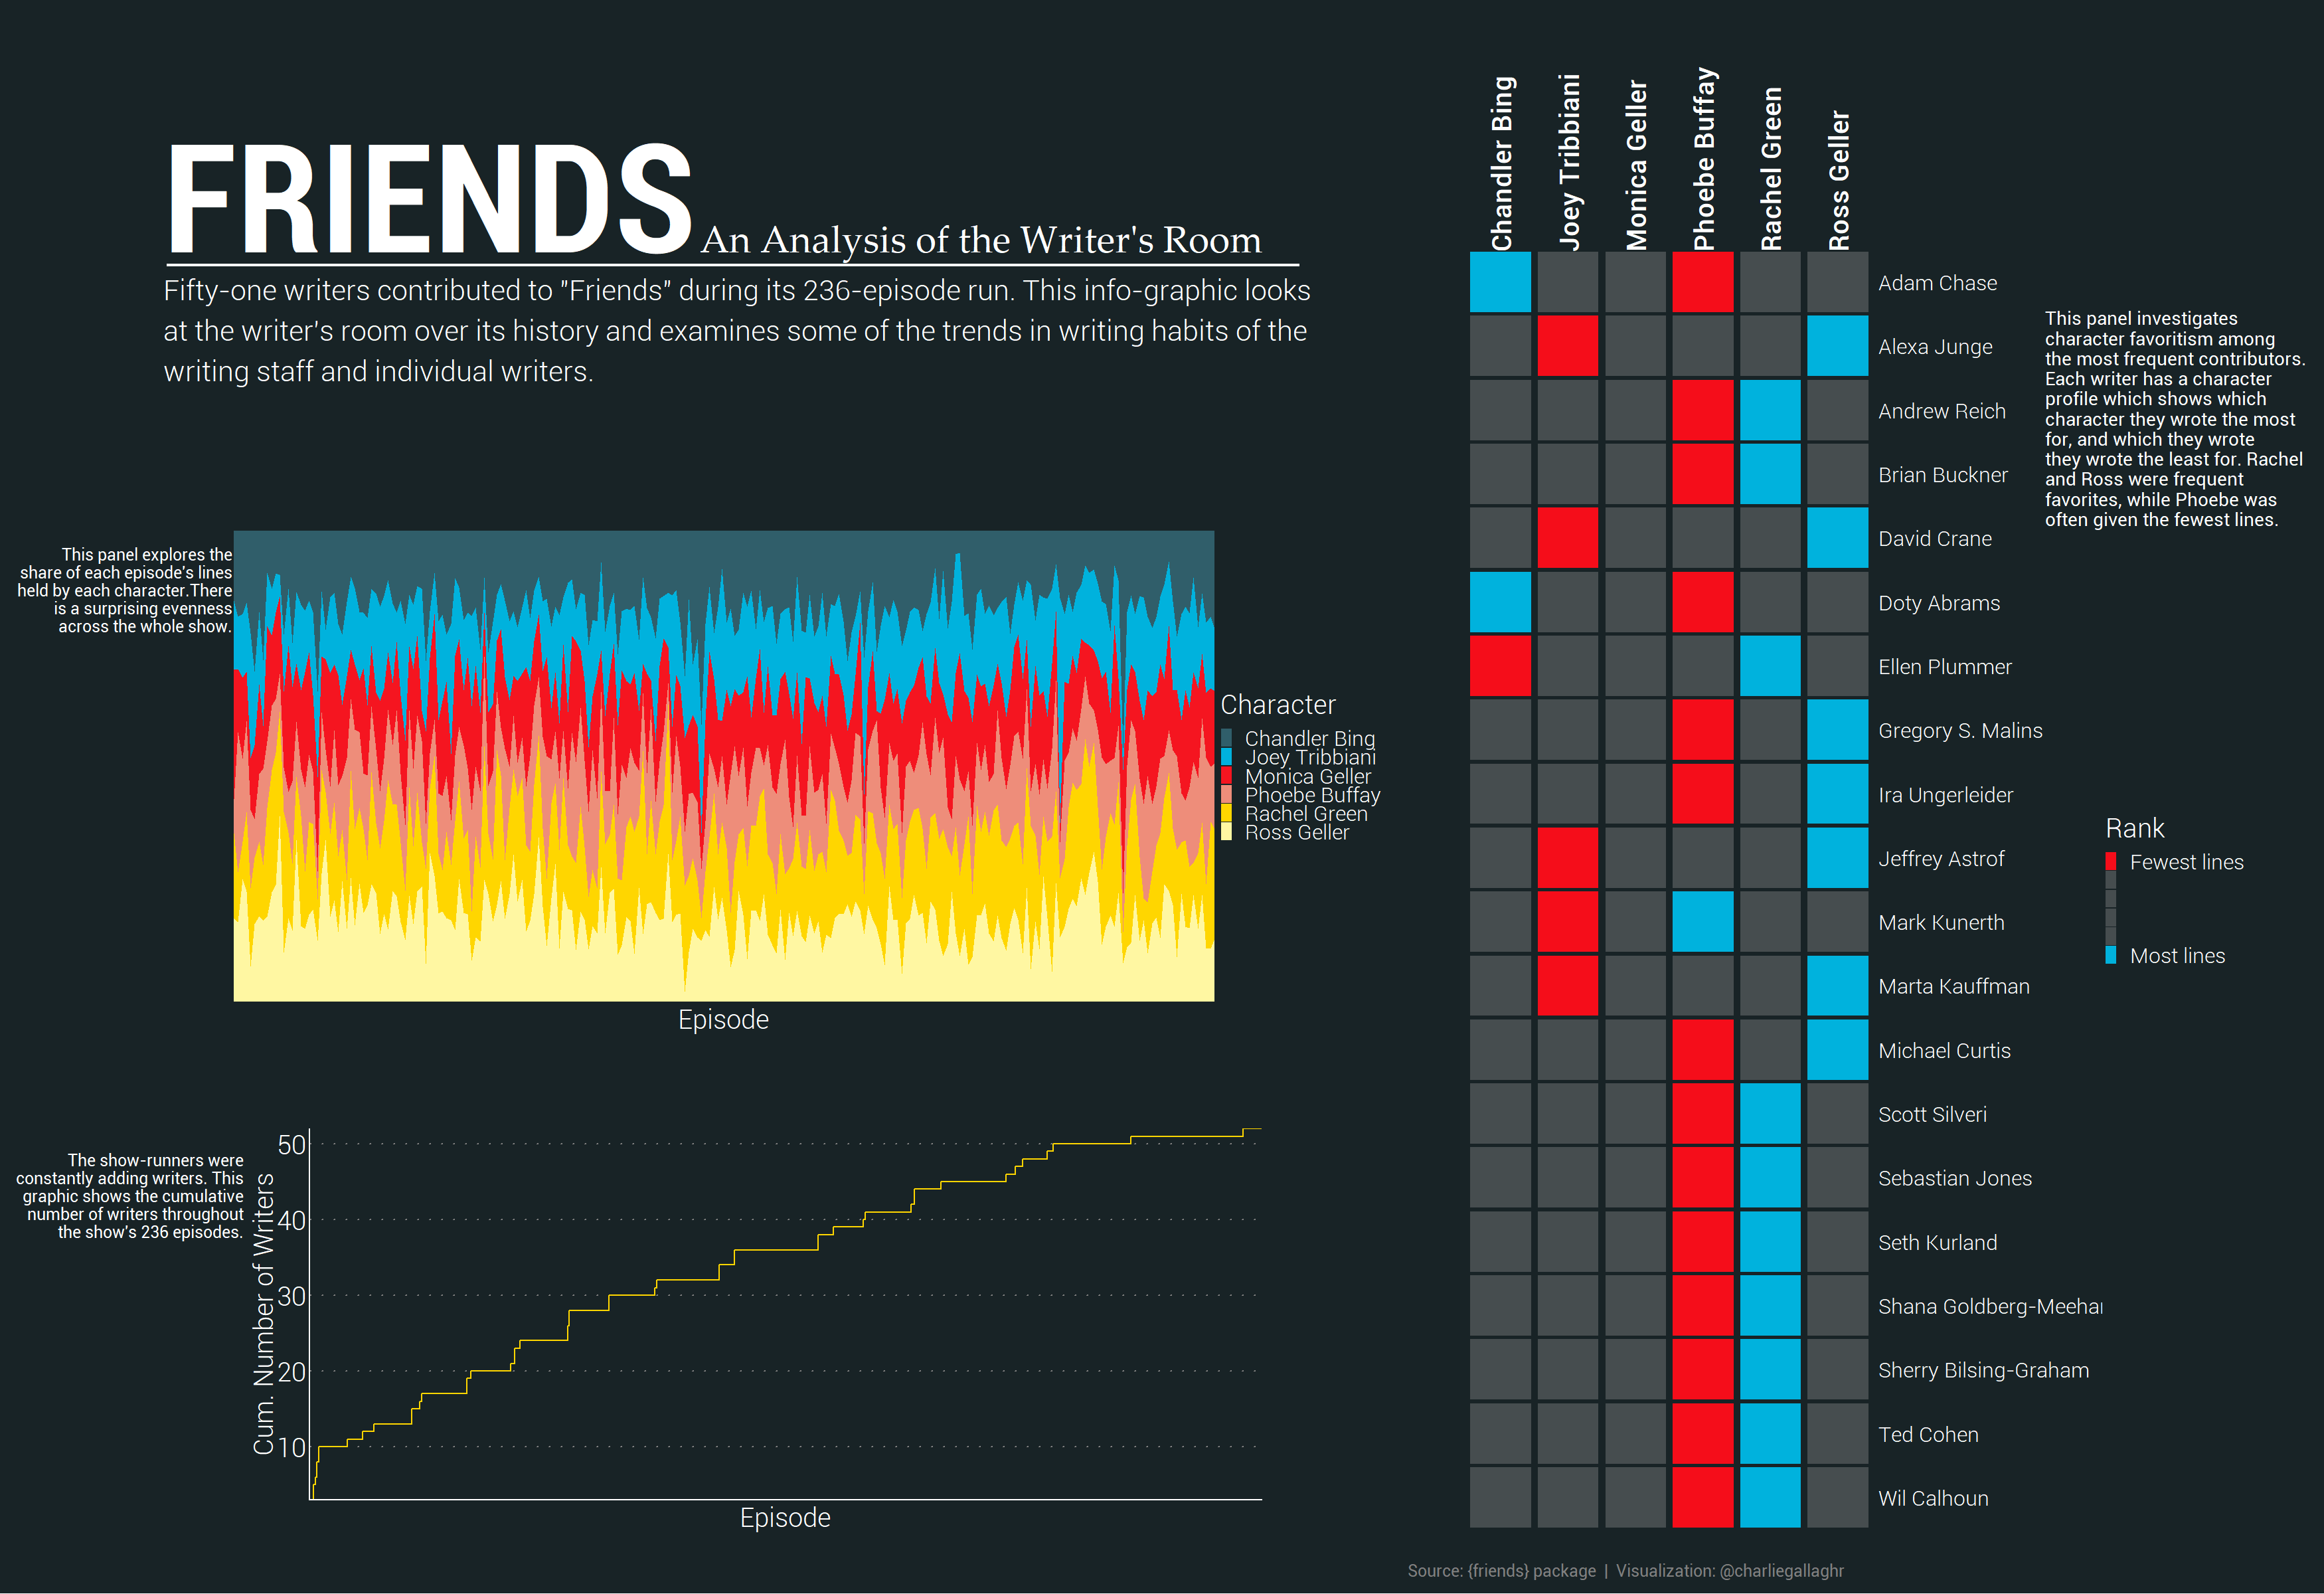 FRIENDS An Analysis of the Writer's Room
Fifty-one writers contributed to "Friends" during its 236-episode run. This info-graphic looks
at the writer's room over its history and examines some of the trends in writing habits of the
writing staff and individual writers.
This panel explores the
share of each episode's lines
held by each character.There
is a surprising evenness
across the whole show.
Episode
Character
Chandler Bing
Joey Tribbiani
Monica Geller
Phoebe Buffay
Rachel Green
Ross Geller
The show-runners were
constantly adding writers. This
graphic shows the cumulative
number of writers throughout
the show's 236 episodes.
Cum. Number of Writers
50
40
30
20
10
Episode
Chandler Bing
Joey Tribbiani
Monica Geller
Phoebe Buffay
Rachel Green
Ross Geller
Adam Chase
Alexa Junge
Andrew Reich
Brian Buckner
David Crane
Doty Abrams
Ellen Plummer
Gregory S. Malins
Ira Ungerleider
Jeffrey Astrof
Mark Kunerth
Marta Kauffman
Michael Curtis
Scott Silveri
Sebastian Jones
Seth Kurland
Shana Goldberg-Meehan
Sherry Bilsing-Graham
Ted Cohen
Wil Calhoun
This panel investigates
character favoritism among
the most frequent contributors.
Each writer has a character
profile which shows which
character they wrote the most
for, and which they wrote
they wrote the least for. Rachel
and Ross were frequent
favorites, while Phoebe was
often given the fewest lines.
Rank
Fewest lines
Most lines
Source: {friends} package | Visualization: @charliegallaghr